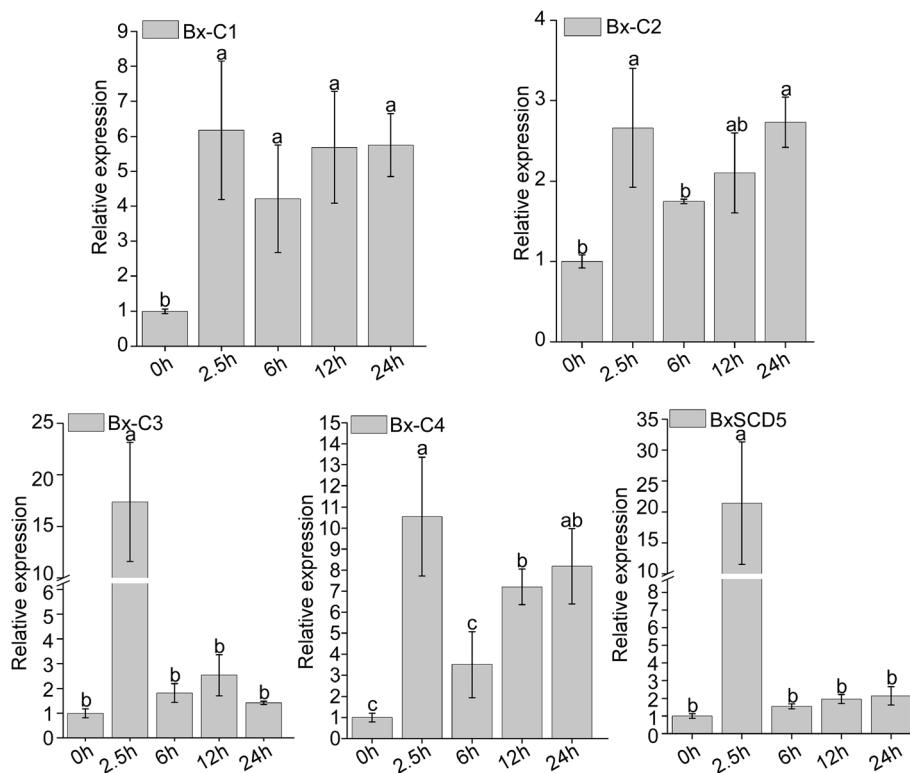 Bx-C1
Relative expression
9
8
7
6
5
4
3
2
1
0
b
a
a
a
a
0h
2.5h
6h
12h
24h
Bx-C2
Relative expression
4
3
2
1
0
b
a
b
ab
a
0h
2.5h
6h
12h
24h
Bx-C3
Relative expression
25
20
15
10
6
5
4
3
2
1
0
b
a
b
b
b
0h
2.5h
6h
12h
24h
Bx-C4
Relative expression
15
14
13
12
11
10
9
8
7
6
5
4
3
2
1
0
c
a
c
b
ab
0h
2.5h
6h
12h
24h
BxSCD5
Relative expression
35
30
25
20
15
10
8
7
6
5
4
3
2
1
0
b
a
b
b
b
0h
2.5h
6h
12h
24h